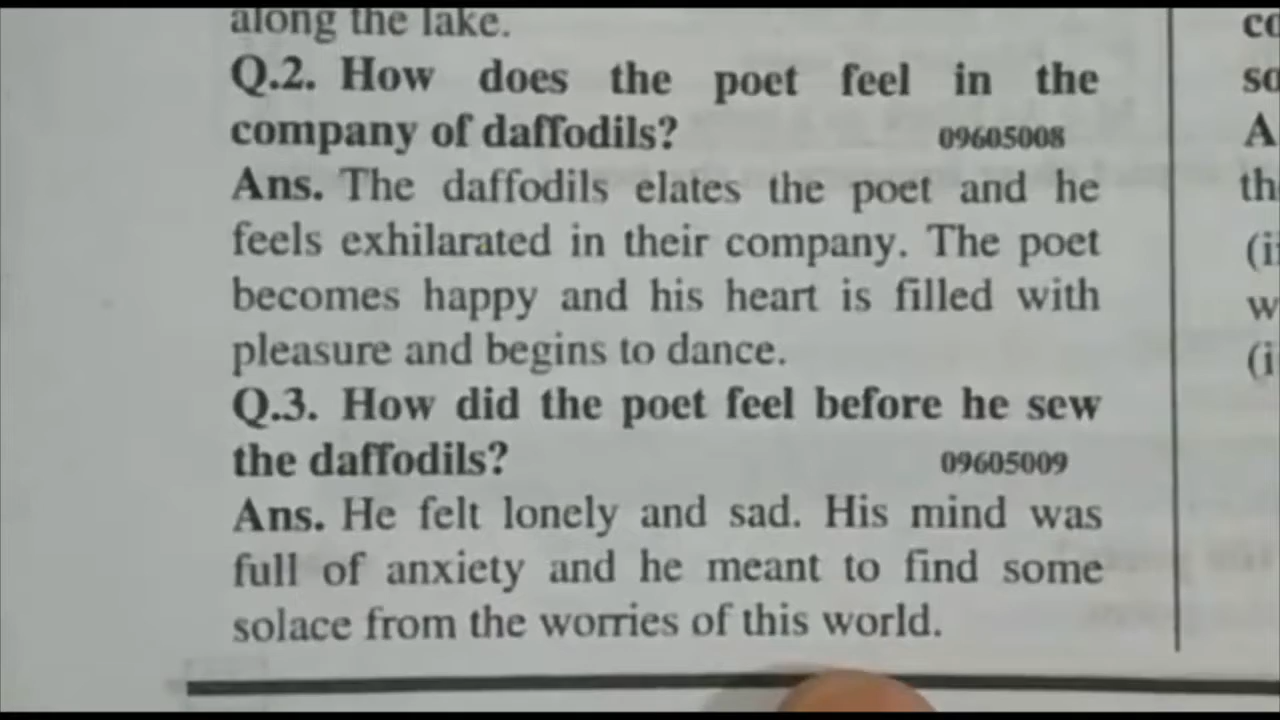 along the lake.
Q.2. How does the poet feel in the
company of daffodils? 09605008
Ans. The daffodils elates the poet and he
feels exhilarated in their company. The poet
becomes happy and his heart is filled with
pleasure and begins to dance.
Q.3. How did the poet feel before he sew
the daffodils? 09605009
Ans. He felt lonely and sad. His mind was
full of anxiety and he meant to find some
solace from the worries of this world.